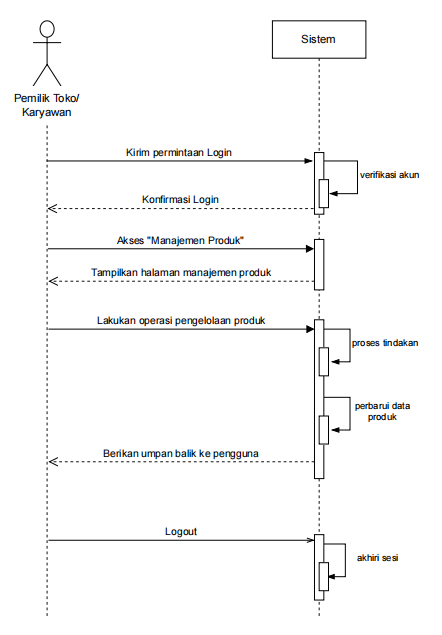 Sistem
Pemilik Toko/
Karyawan
Kirim permintaan Login
verifikasi akun
Konfirmasi Login
Akses "Manajemen Produk"
Tampilkan halaman manajemen produk
Lakukan operasi pengelolaan produk
proses tindakan
perbarui data
produk
Berikan umpan balik ke pengguna
Logout
akhiri sesi